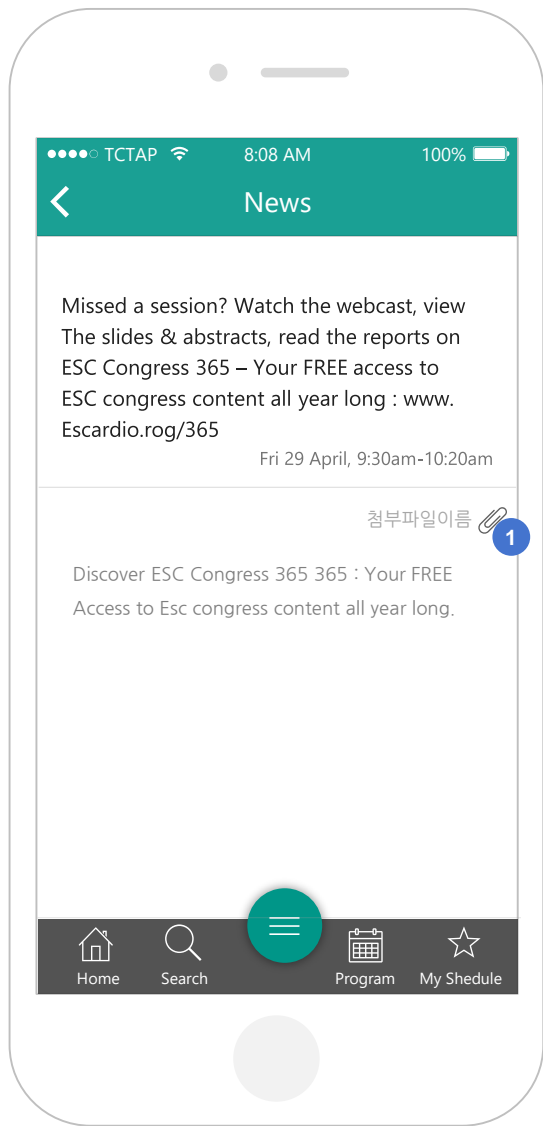 TCTAP 8:08 AM 100%
News
Missed a session? Watch the webcast, view
The slides & abstracts, read the reports on
ESC Congress 365 – Your FREE access to
ESC congress content all year long : www.
Escardio.rog/365
Fri 29 April, 9:30am-10:20am
첨부파일이름
1
Discover ESC Congress 365 365 : Your FREE
Access to Esc congress content all year long.
Home Search Program My Shedule